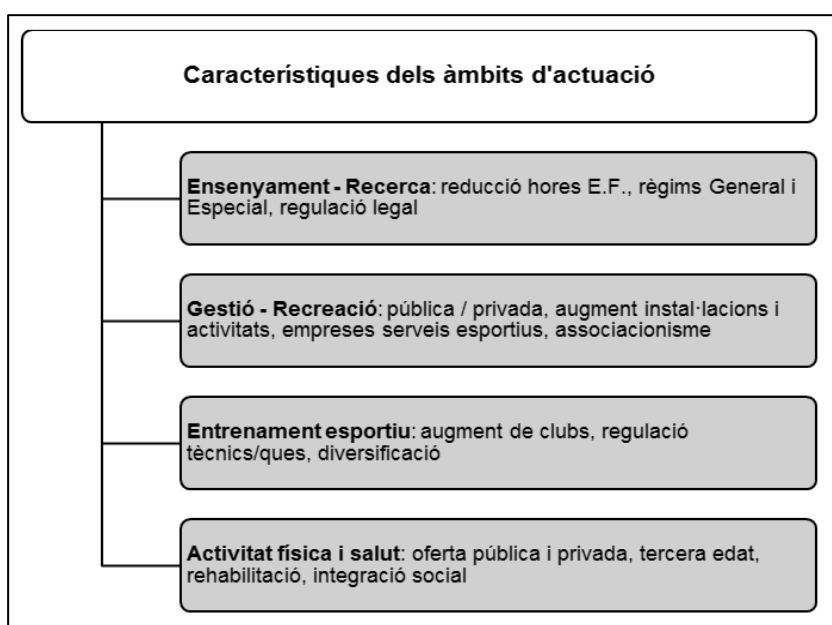 Característiques dels àmbits d'actuació
Ensenyament - Recerca: reducció hores E.F., règims General i
Especial, regulació legal
Gestió - Recreació: pública / privada, augment instal·lacions i
activitats, empreses serveis esportius, associacionisme
Entrenament esportiu: augment de clubs, regulació
tècnics/ques, diversificació
Activitat física i salut: oferta pública i privada, tercera edat,
rehabilitació, integració social